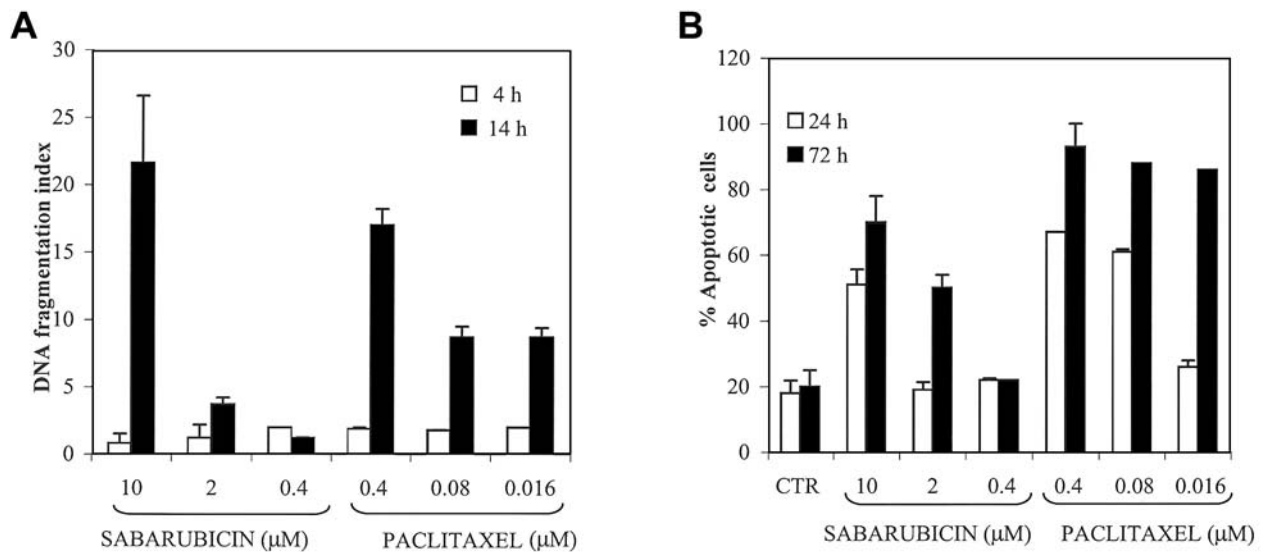 A
DNA fragmentation index
30
25
20
15
10
5
0
4 h
14 h
10 2 0.4 0.4 0.08 0.016
SABARUBICIN (μM) PACLITAXEL (μM)
B
% Apoptotic cells
120
100
80
60
40
20
0
24 h
72 h
CTR 10 2 0.4 0.4 0.08 0.016
SABARUBICIN (μM) PACLITAXEL (μM)